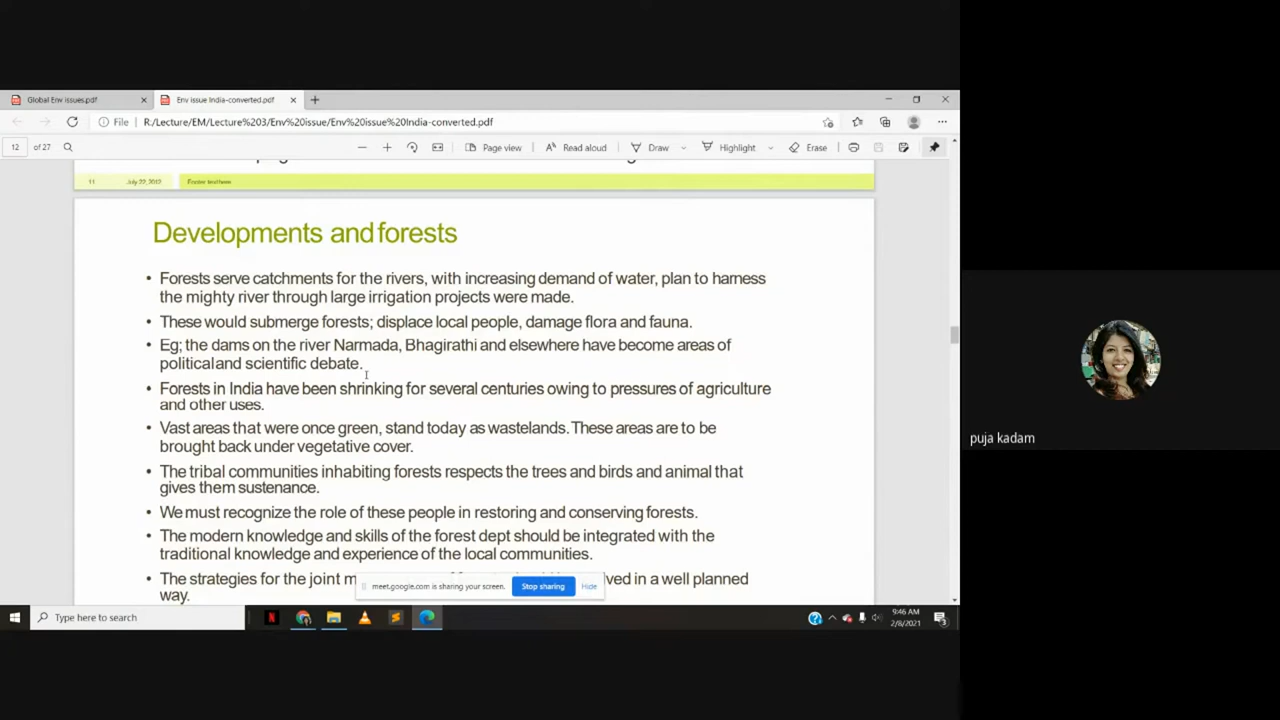 Global Env issues.pdf
Env issue India-converted.pdf
File
R:/Lecture/EM/Lecture%203/Env%20issue/Env%20issue%20India-converted.pdf
12 of 27
Page view
Read aloud
Draw
Highlight
Erase
11
July 22, 2012
Footer text here
Developments and forests
• Forests serve catchments for the rivers, with increasing demand of water, plan to harness
the mighty river through large irrigation projects were made.
• These would submerge forests; displace local people, damage flora and fauna.
• Eg; the dams on the river Narmada, Bhagirathi and elsewhere have become areas of
political and scientific debate.
• Forests in India have been shrinking for several centuries owing to pressures of agriculture
and other uses.
• Vast areas that were once green, stand today as wastelands. These areas are to be
brought back under vegetative cover.
• The tribal communities inhabiting forests respects the trees and birds and animal that
gives them sustenance.
• We must recognize the role of these people in restoring and conserving forests.
• The modern knowledge and skills of the forest dept should be integrated with the
traditional knowledge and experience of the local communities.
• The strategies for the joint m
ved in a well planned
way.
meet.google.com is sharing your screen.
Stop sharing
Hide
puja kadam
Type here to search
9:46 AM
2/8/2021